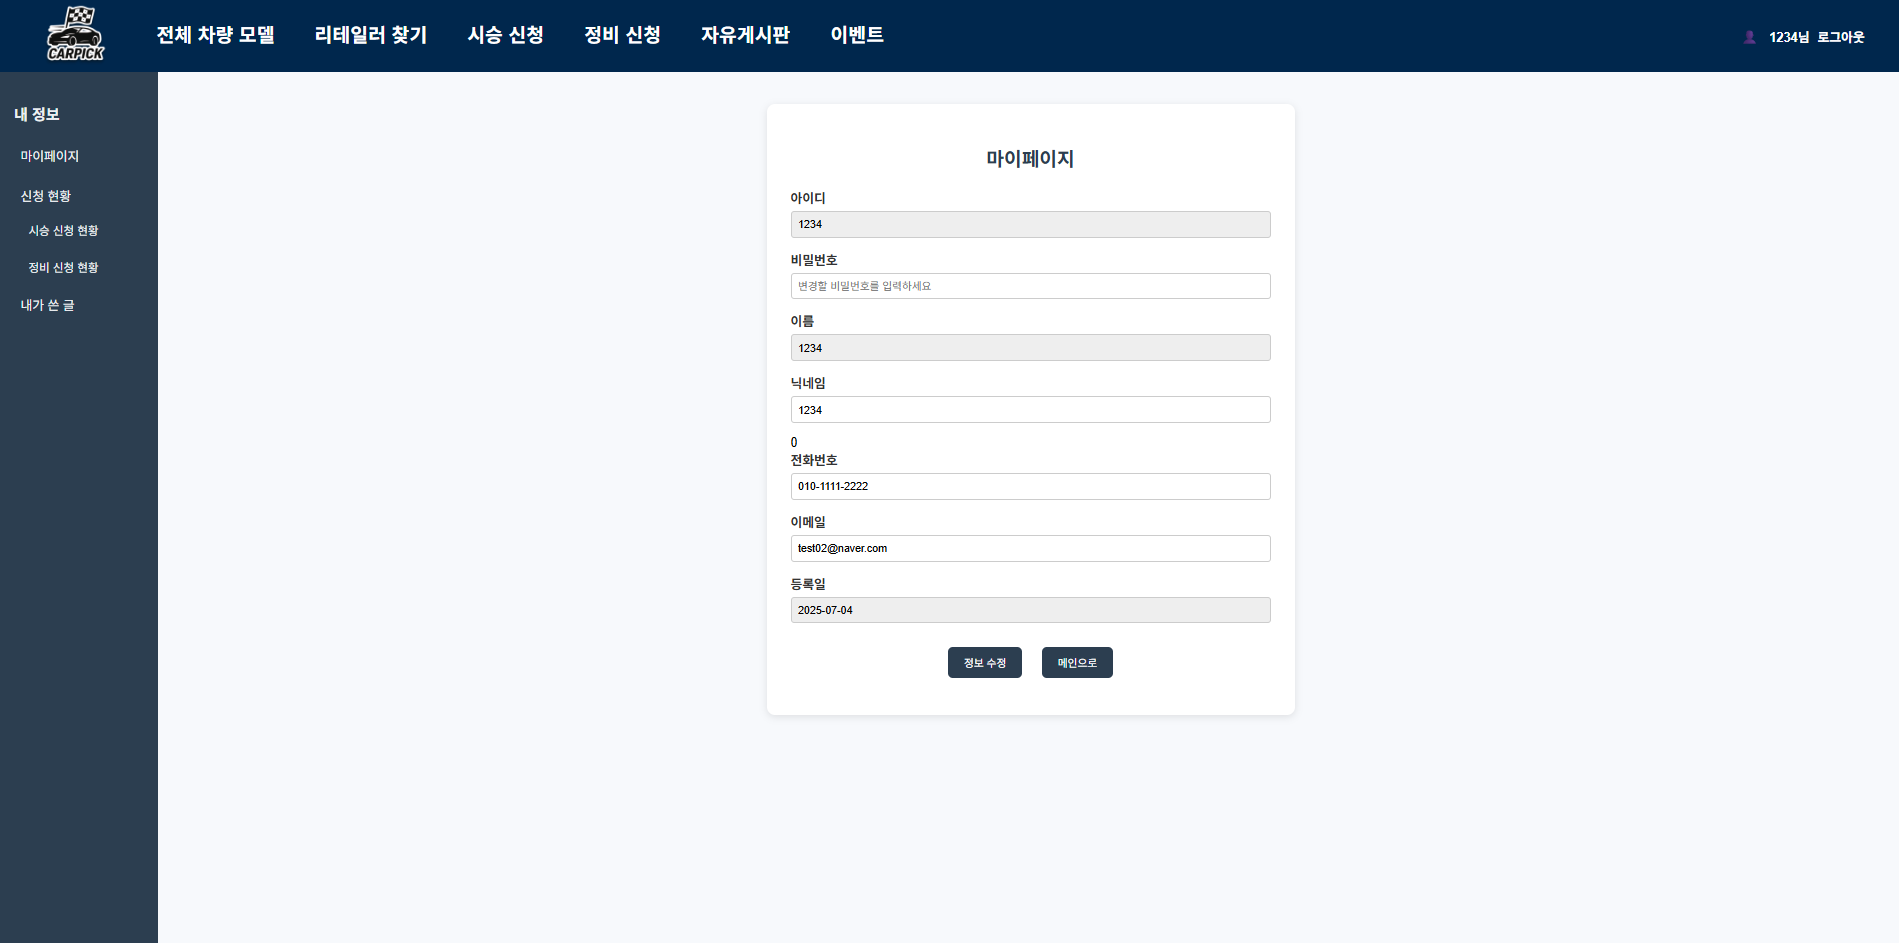 CARPICK
전체 차량 모델 리테일러 찾기 시승 신청 정비 신청 자유게시판 이벤트 1234님 로그아웃
내 정보
마이페이지
신청 현황
시승 신청 현황
정비 신청 현황
내가 쓴 글
마이페이지
아이디
1234
비밀번호
변경할 비밀번호를 입력하세요
이름
1234
닉네임
1234
0
전화번호
010-1111-2222
이메일
test02@naver.com
등록일
2025-07-04
정보 수정 메인으로